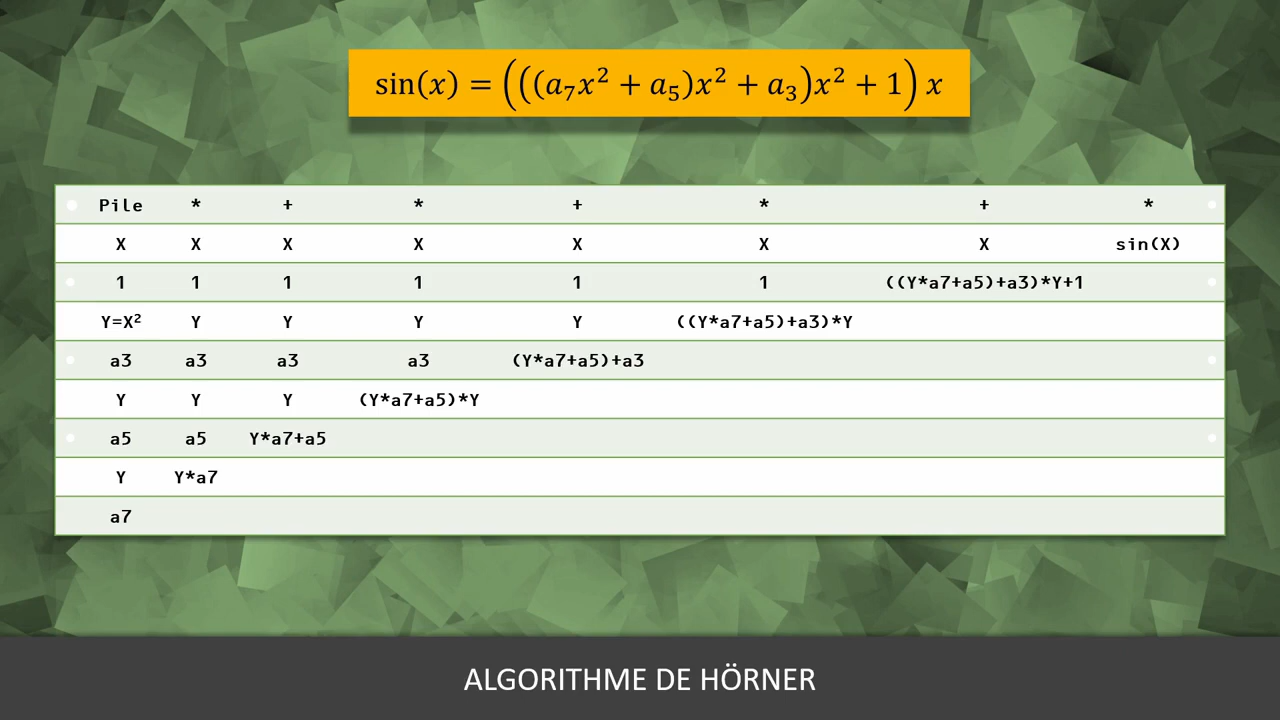 sin(x) = (((a₇x² + a₅)x² + a₃)x² + 1) x
Pile * + * + * + *
X X X X X X X sin(X)
1 1 1 1 1 1 ((Y*a7+a5)+a3)*Y+1
Y=X² Y Y Y Y ((Y*a7+a5)+a3)*Y
a3 a3 a3 a3 (Y*a7+a5)+a3
Y Y Y (Y*a7+a5)*Y
a5 a5 Y*a7+a5
Y Y*a7
a7
ALGORITHME DE HÖRNER